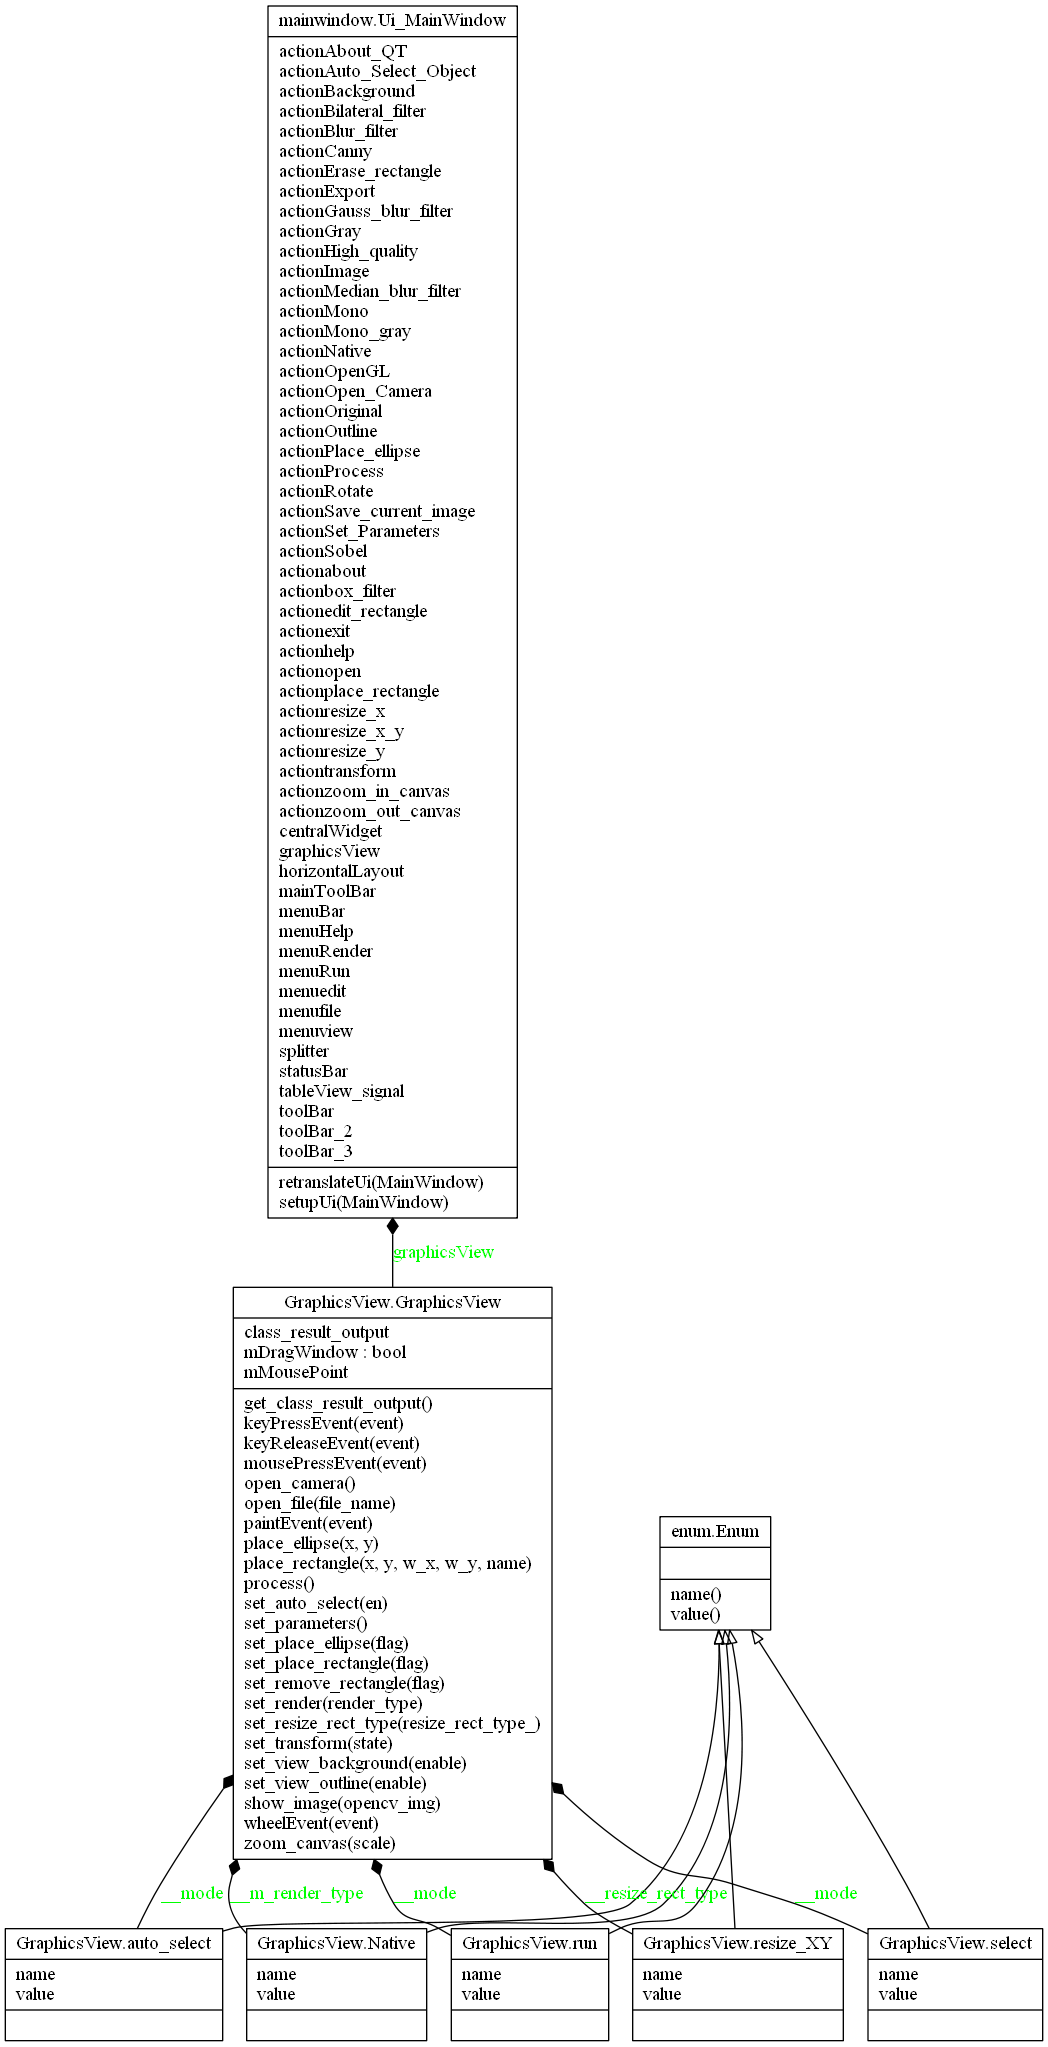 mainwindow.Ui_MainWindow
actionAbout_QT
actionAuto_Select_Object
actionBackground
actionBilateral_filter
actionBlur_filter
actionCanny
actionErase_rectangle
actionExport
actionGauss_blur_filter
actionGray
actionHigh_quality
actionImage
actionMedian_blur_filter
actionMono
actionMono_gray
actionNative
actionOpenGL
actionOpen_Camera
actionOriginal
actionOutline
actionPlace_ellipse
actionProcess
actionRotate
actionSave_current_image
actionSet_Parameters
actionSobel
actionabout
actionbox_filter
actionedit_rectangle
actionexit
actionhelp
actionopen
actionplace_rectangle
actionresize_x
actionresize_x_y
actionresize_y
actiontransform
actionzoom_in_canvas
actionzoom_out_canvas
centralWidget
graphicsView
horizontalLayout
mainToolBar
menuBar
menuHelp
menuRender
menuRun
menuedit
menufile
menuview
splitter
statusBar
tableView_signal
toolBar
toolBar_2
toolBar_3
retranslateUi(MainWindow)
setupUi(MainWindow)
graphicsView
GraphicsView.GraphicsView
class_result_output
mDragWindow : bool
mMousePoint
get_class_result_output()
keyPressEvent(event)
keyReleaseEvent(event)
mousePressEvent(event)
open_camera()
open_file(file_name)
paintEvent(event)
place_ellipse(x, y)
place_rectangle(x, y, w_x, w_y, name)
process()
set_auto_select(en)
set_parameters()
set_place_ellipse(flag)
set_place_rectangle(flag)
set_remove_rectangle(flag)
set_render(render_type)
set_resize_rect_type(resize_rect_type_)
set_transform(state)
set_view_background(enable)
set_view_outline(enable)
show_image(opencv_img)
wheelEvent(event)
zoom_canvas(scale)
enum.Enum
name()
value()
__mode
__m_render_type
__mode
__resize_rect_type
__mode
GraphicsView.auto_select
name
value
GraphicsView.Native
name
value
GraphicsView.run
name
value
GraphicsView.resize_XY
name
value
GraphicsView.select
name
value